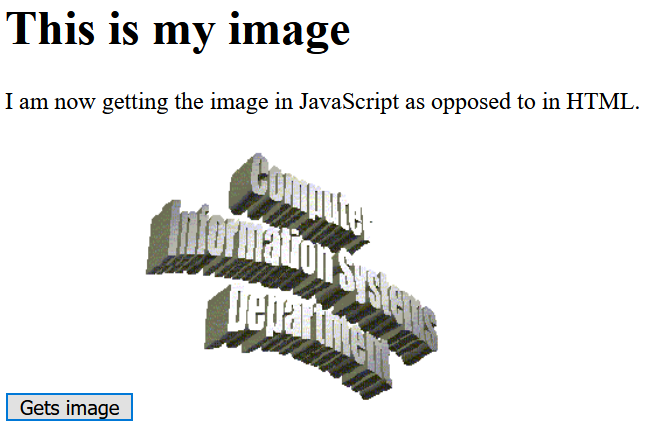 This is my image
I am now getting the image in JavaScript as opposed to in HTML.
Computer
Information Systems
Department
Gets image